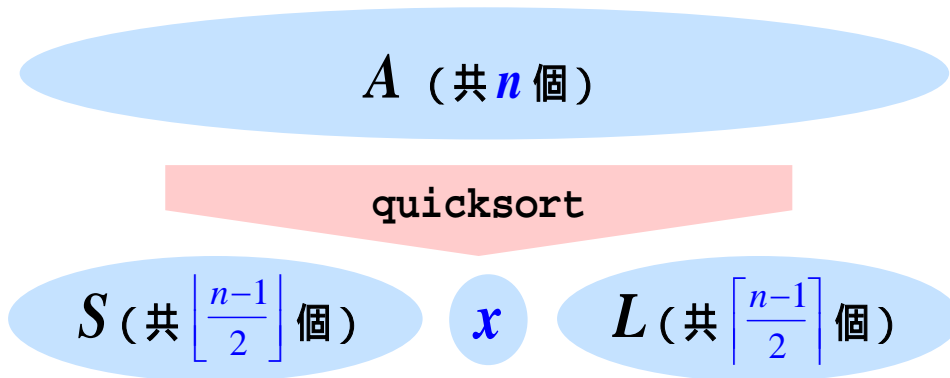 A (共 n 個)
quicksort
S (共 ⌊(n−1)/2⌋ 個) x L (共 ⌈(n−1)/2⌉ 個)